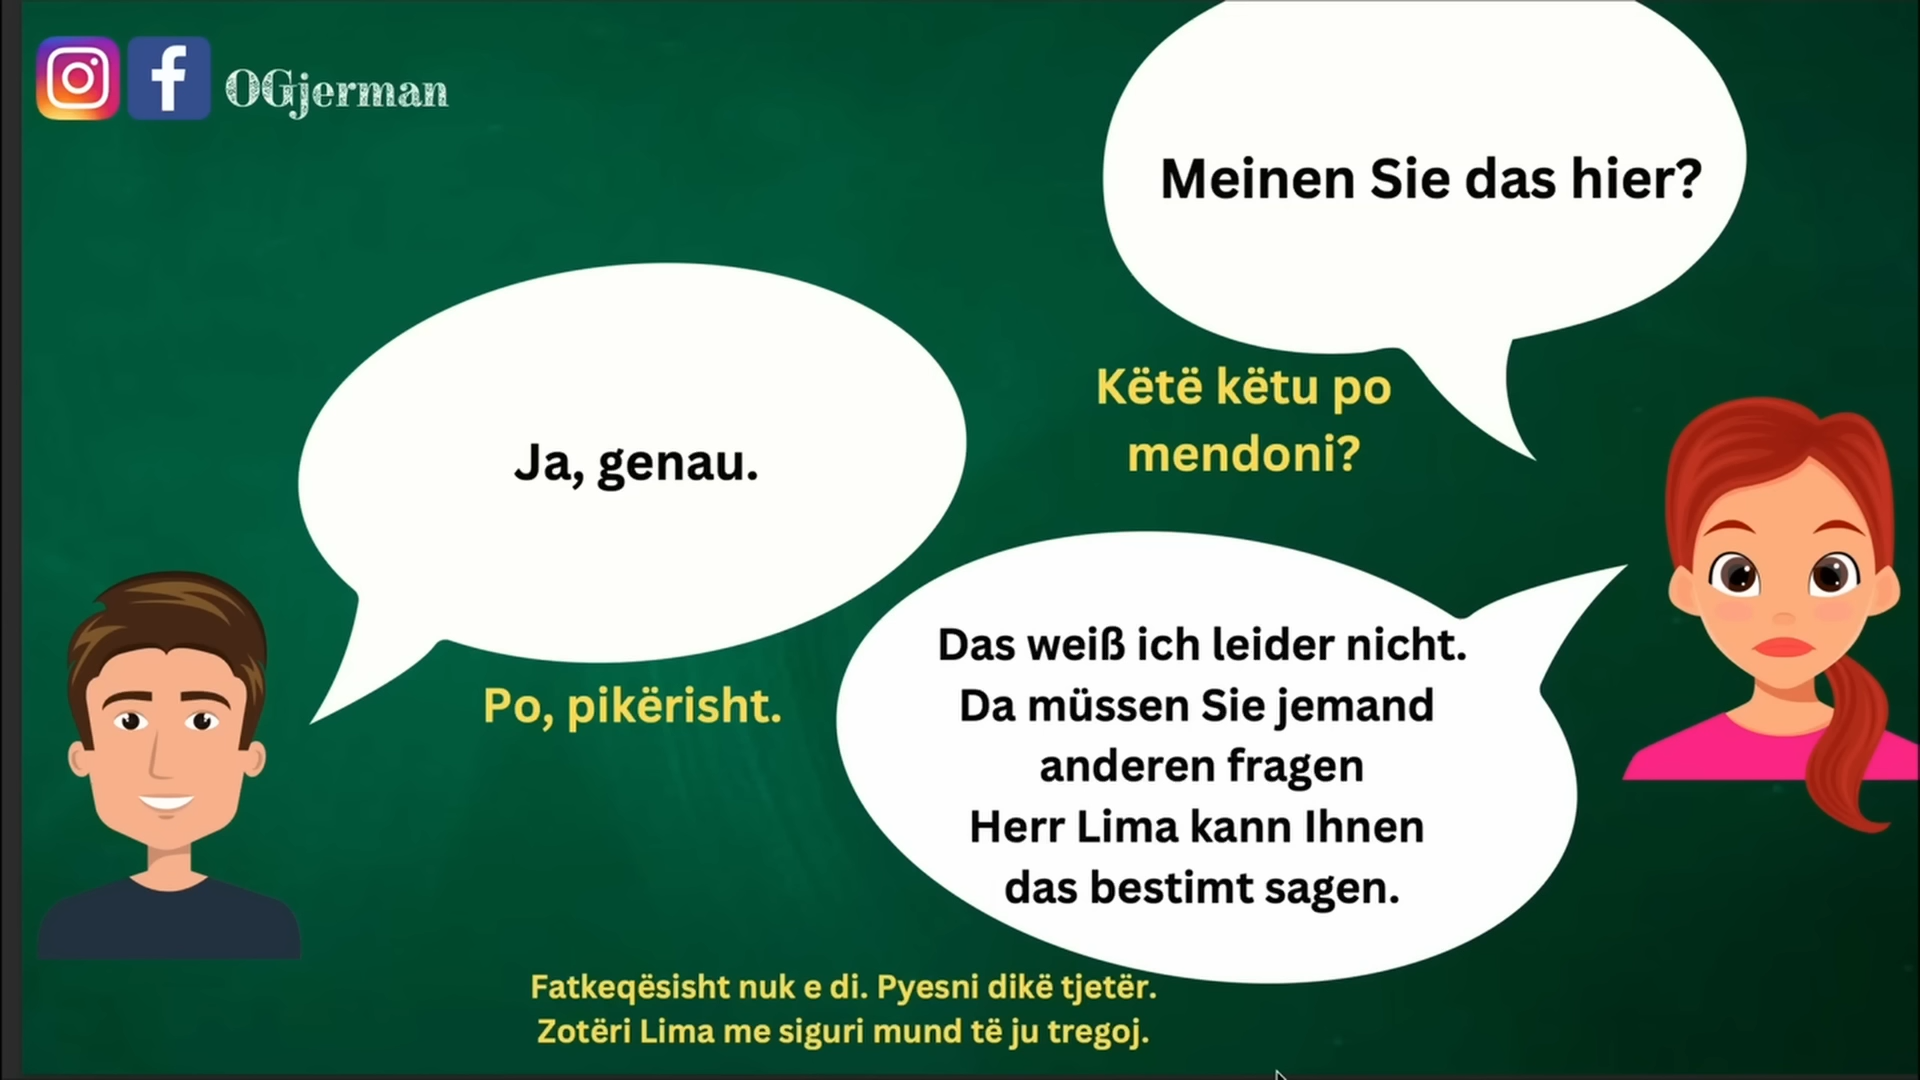 OGjerman
Meinen Sie das hier?
Këtë këtu po
mendoni?
Ja, genau.
Po, pikërisht.
Das weiß ich leider nicht.
Da müssen Sie jemand
anderen fragen
Herr Lima kann Ihnen
das bestimt sagen.
Fatkeqësisht nuk e di. Pyesni dikë tjetër.
Zotëri Lima me siguri mund të ju tregoj.